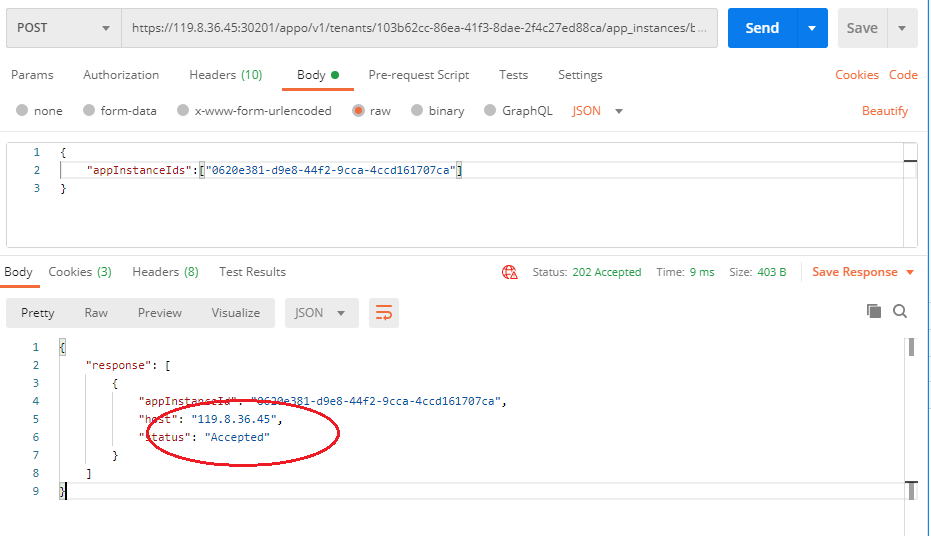 POST https://119.8.36.45:30201/appo/v1/tenants/103b62cc-86ea-41f3-8dae-2f4c27ed88ca/app_instances/b... Send Save
Params Authorization Headers (10) Body Pre-request Script Tests Settings Cookies Code
none form-data x-www-form-urlencoded raw binary GraphQL JSON Beautify
1 {
2 "appInstanceIds":["0620e381-d9e8-44f2-9cca-4ccd161707ca"]
3 }
Body Cookies (3) Headers (8) Test Results Status: 202 Accepted Time: 9 ms Size: 403 B Save Response
Pretty Raw Preview Visualize JSON
1 {
2 "response": [
3 {
4 "appInstanceId": "0620e381-d9e8-44f2-9cca-4ccd161707ca",
5 "host": "119.8.36.45",
6 "status": "Accepted"
7 }
8 ]
9 }